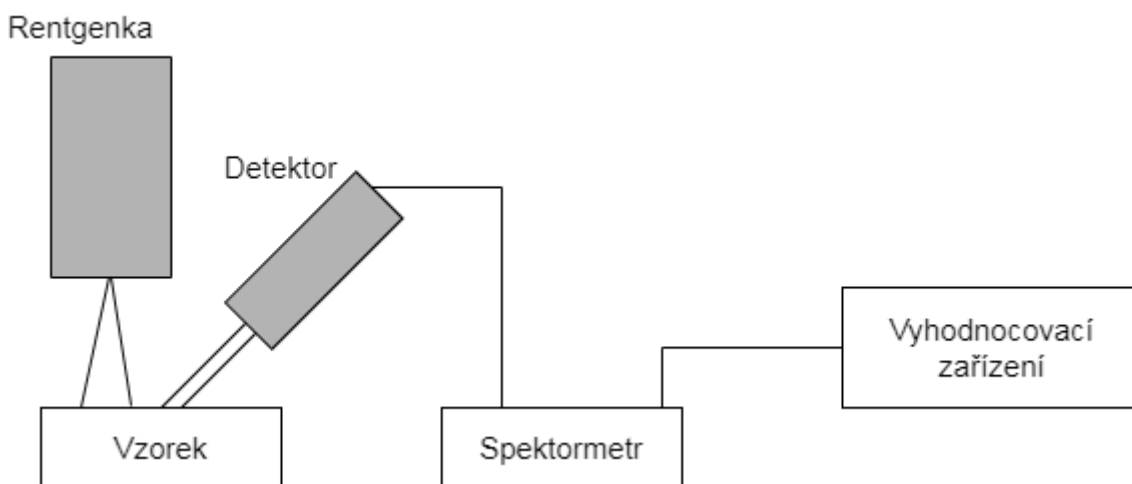 Rentgenka
Detektor
Vyhodnocovací
zařízení
Vzorek
Spektormetr